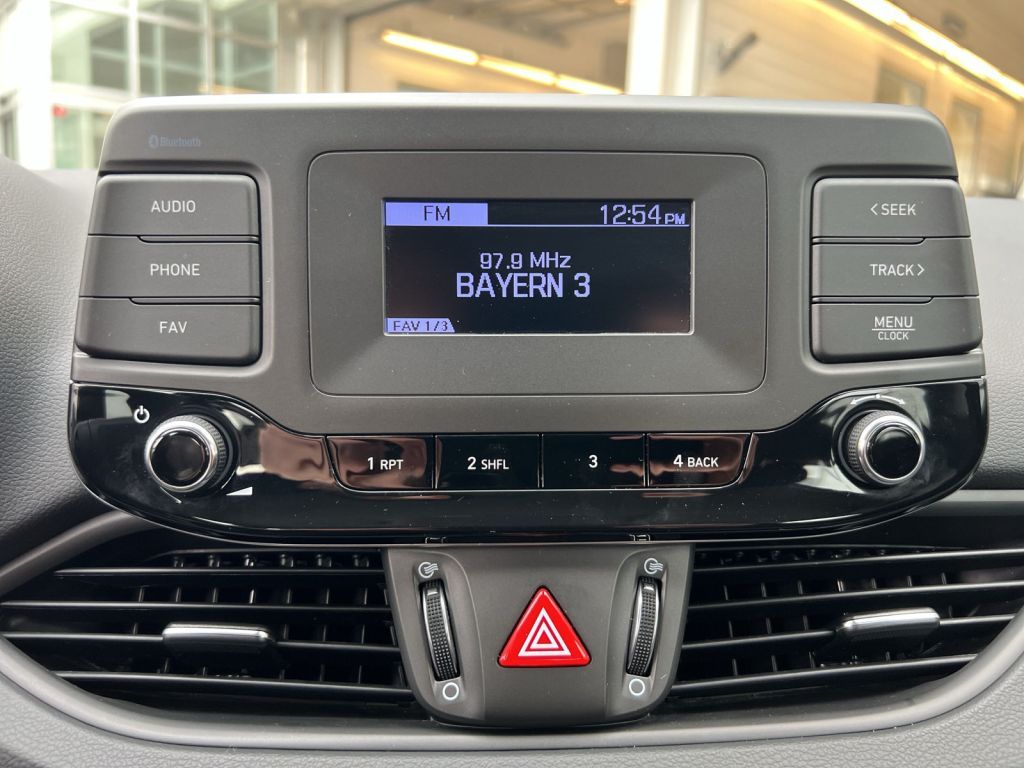 Bluetooth
AUDIO
PHONE
FAV
FM 12:54 PM
97.9 MHz
BAYERN 3
FAV 1/3
<SEEK
TRACK>
MENU
CLOCK
1 RPT
2 SHFL
3
4 BACK